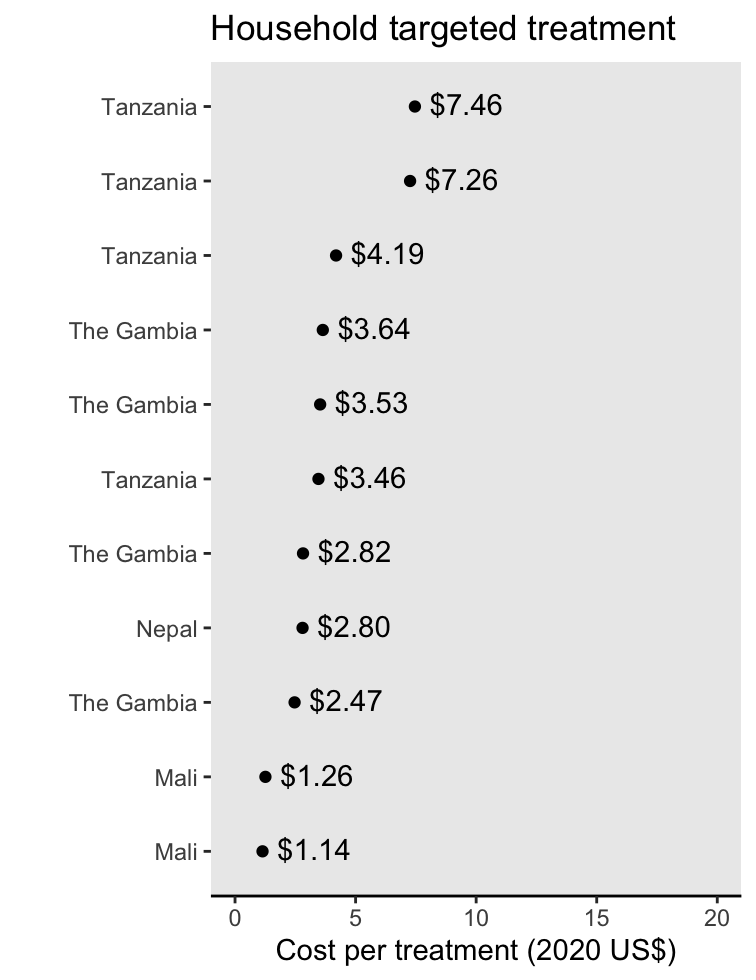 Household targeted treatment
Tanzania $7.46
Tanzania $7.26
Tanzania $4.19
The Gambia $3.64
The Gambia $3.53
Tanzania $3.46
The Gambia $2.82
Nepal $2.80
The Gambia $2.47
Mali $1.26
Mali $1.14
0 5 10 15 20
Cost per treatment (2020 US$)